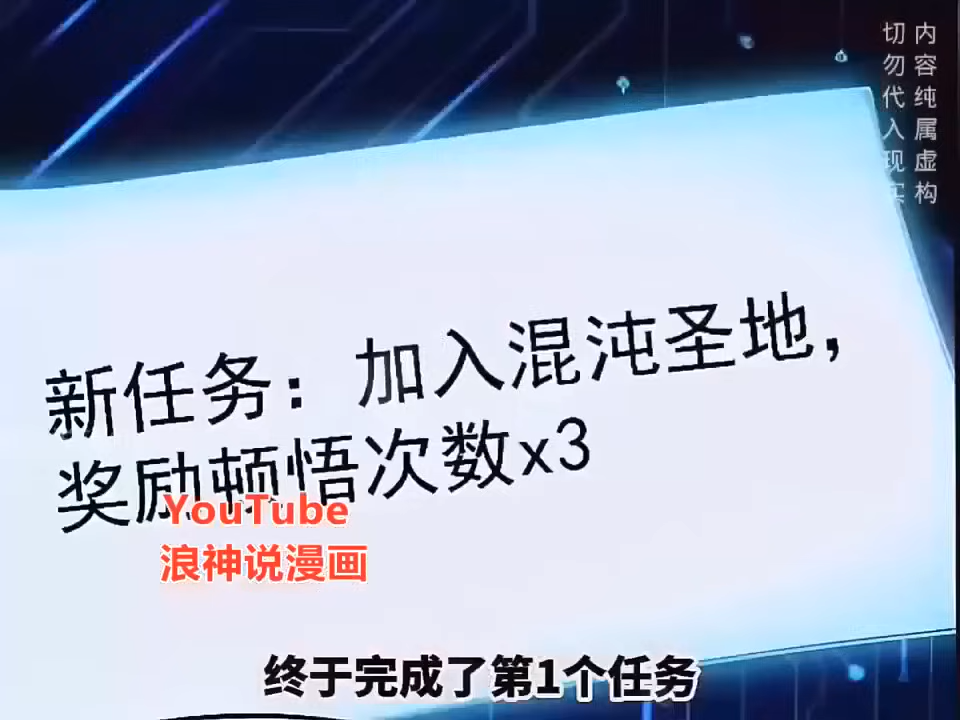 内容纯属虚构
切勿代入现实
新任务：加入混沌圣地，
奖励顿悟次数x3
YouTube
浪神说漫画
终于完成了第1个任务